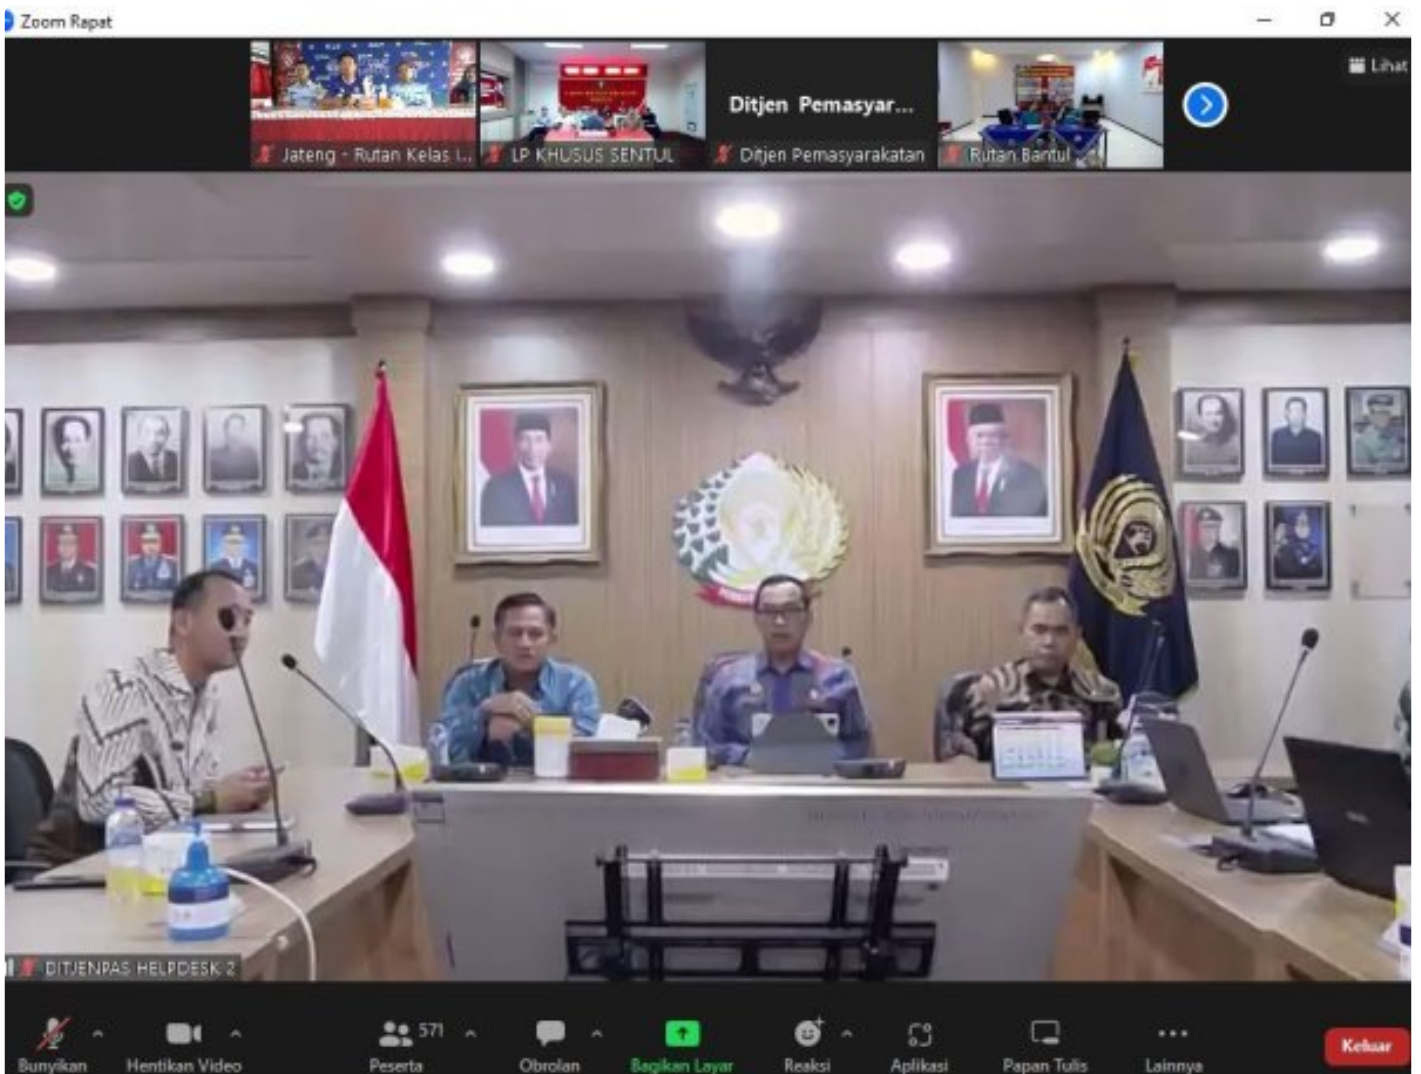 Zoom Rapat
Lihat
Ditjen Pemasyar...
Jateng - Rutan Kelas I...
LP KHUSUS SENTUL
Ditjen Pemasyarakatan
Rutan Bantul
DITJENPAS HELPDESK 2
571
Bunyikan
Hentikan Video
Peserta
Obrolan
Bagikan Layar
Reaksi
Aplikasi
Papan Tulis
Lainnya
Keluar